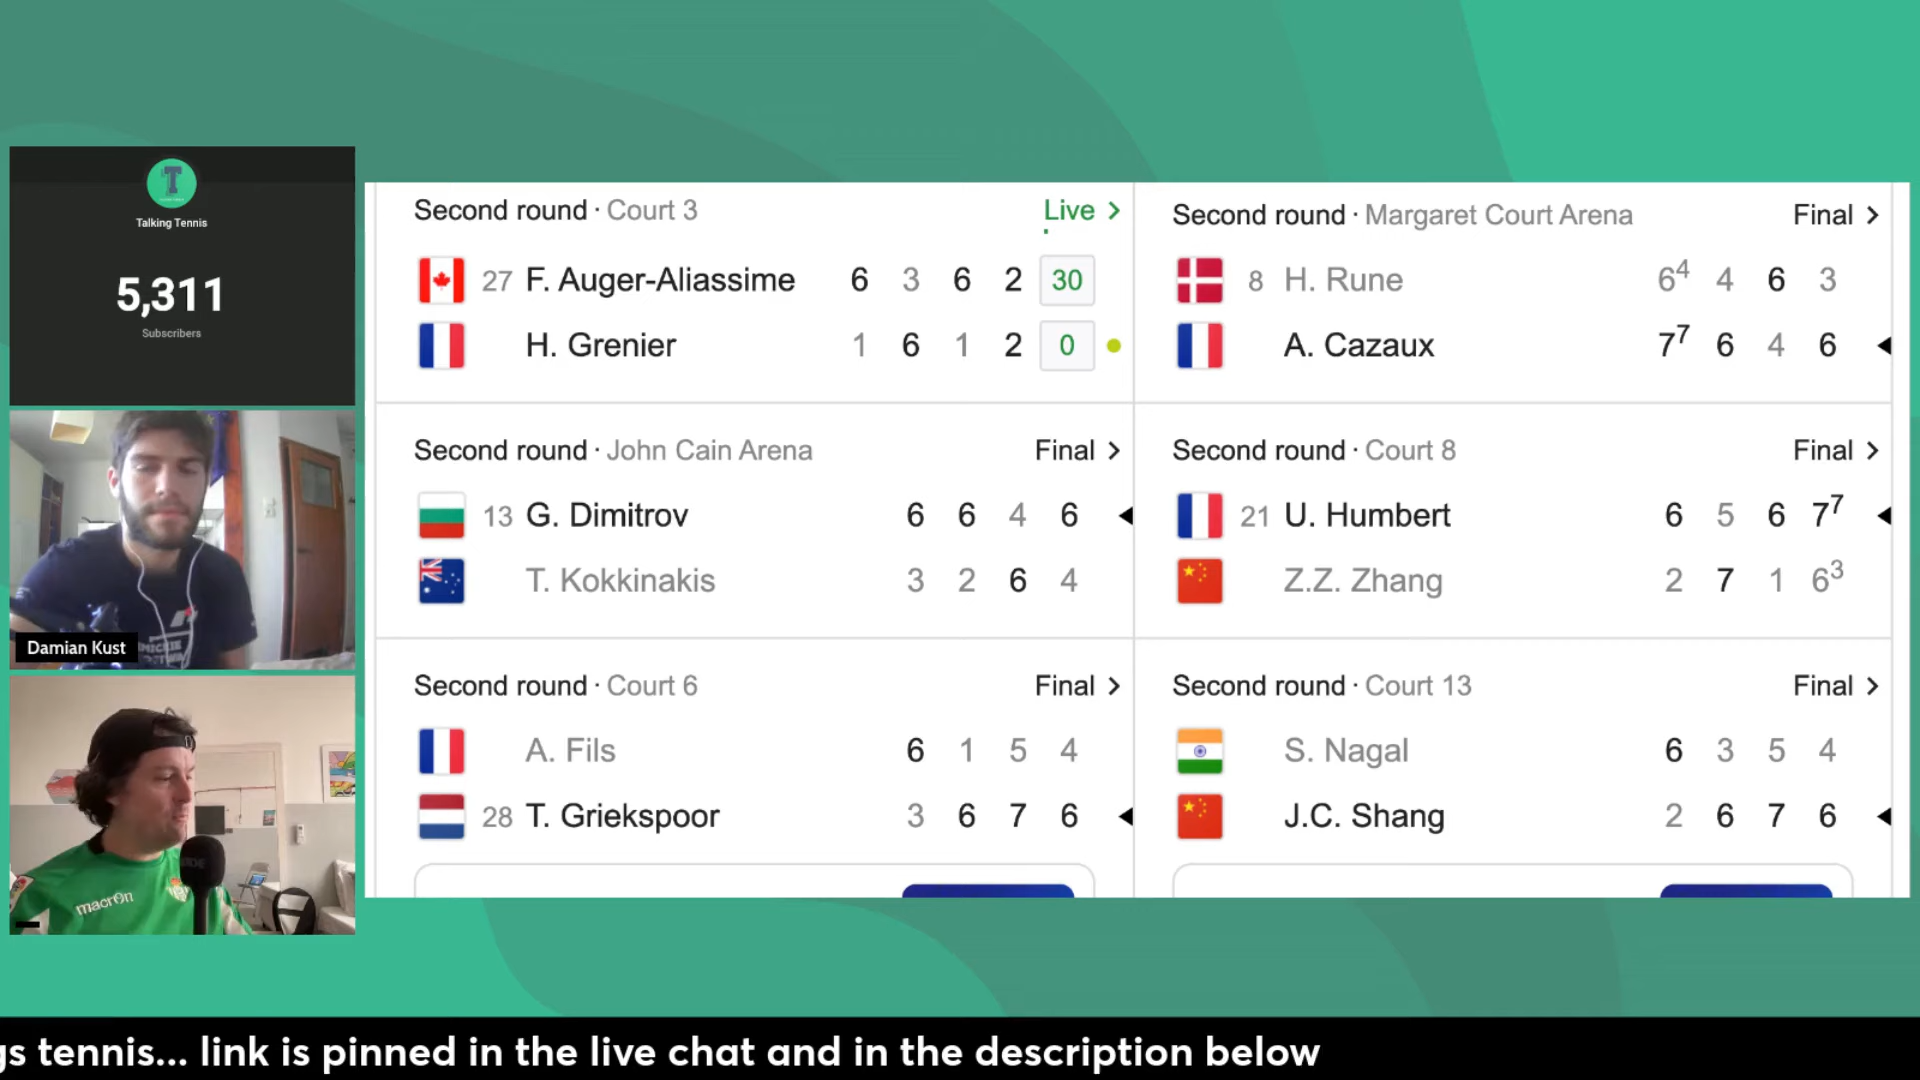 T
Talking Tennis
5,311
Subscribers
Damian Kust
macron
Second round · Court 3 Live
27 F. Auger-Aliassime 6 3 6 2 30
H. Grenier 1 6 1 2 0
Second round · Margaret Court Arena Final
8 H. Rune 6⁴ 4 6 3
A. Cazaux 7⁷ 6 4 6
Second round · John Cain Arena Final
13 G. Dimitrov 6 6 4 6
T. Kokkinakis 3 2 6 4
Second round · Court 8 Final
21 U. Humbert 6 5 6 7⁷
Z.Z. Zhang 2 7 1 6³
Second round · Court 6 Final
A. Fils 6 1 5 4
28 T. Griekspoor 3 6 7 6
Second round · Court 13 Final
S. Nagal 6 3 5 4
J.C. Shang 2 6 7 6
gs tennis... link is pinned in the live chat and in the description below